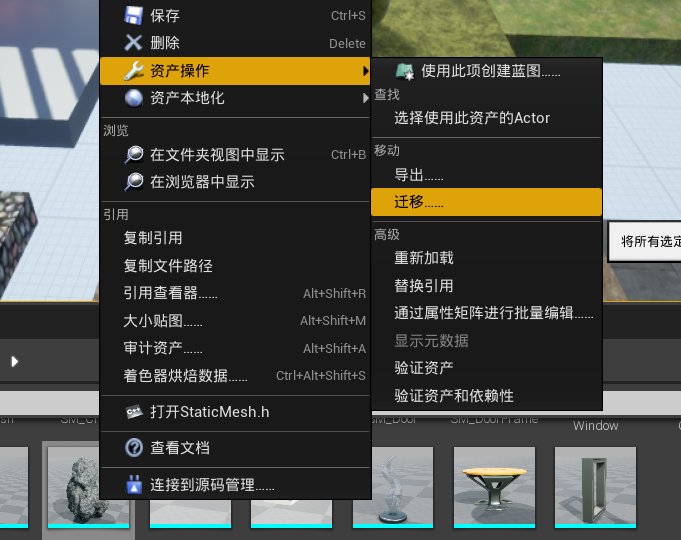 保存 Ctrl+S
删除 Delete
资产操作
资产本地化
浏览
在文件夹视图中显示 Ctrl+B
在浏览器中显示
引用
复制引用
复制文件路径
引用查看器...... Alt+Shift+R
大小贴图...... Alt+Shift+M
审计资产...... Alt+Shift+A
着色器烘焙数据...... Ctrl+Alt+Shift+S
打开StaticMesh.h
查看文档
连接到源码管理......
使用此项创建蓝图......
查找
选择使用此资产的Actor
移动
导出......
迁移......
高级
重新加载
替换引用
通过属性矩阵进行批量编辑......
显示元数据
验证资产
验证资产和依赖性
将所有选定
SM_DoorFrame
Window